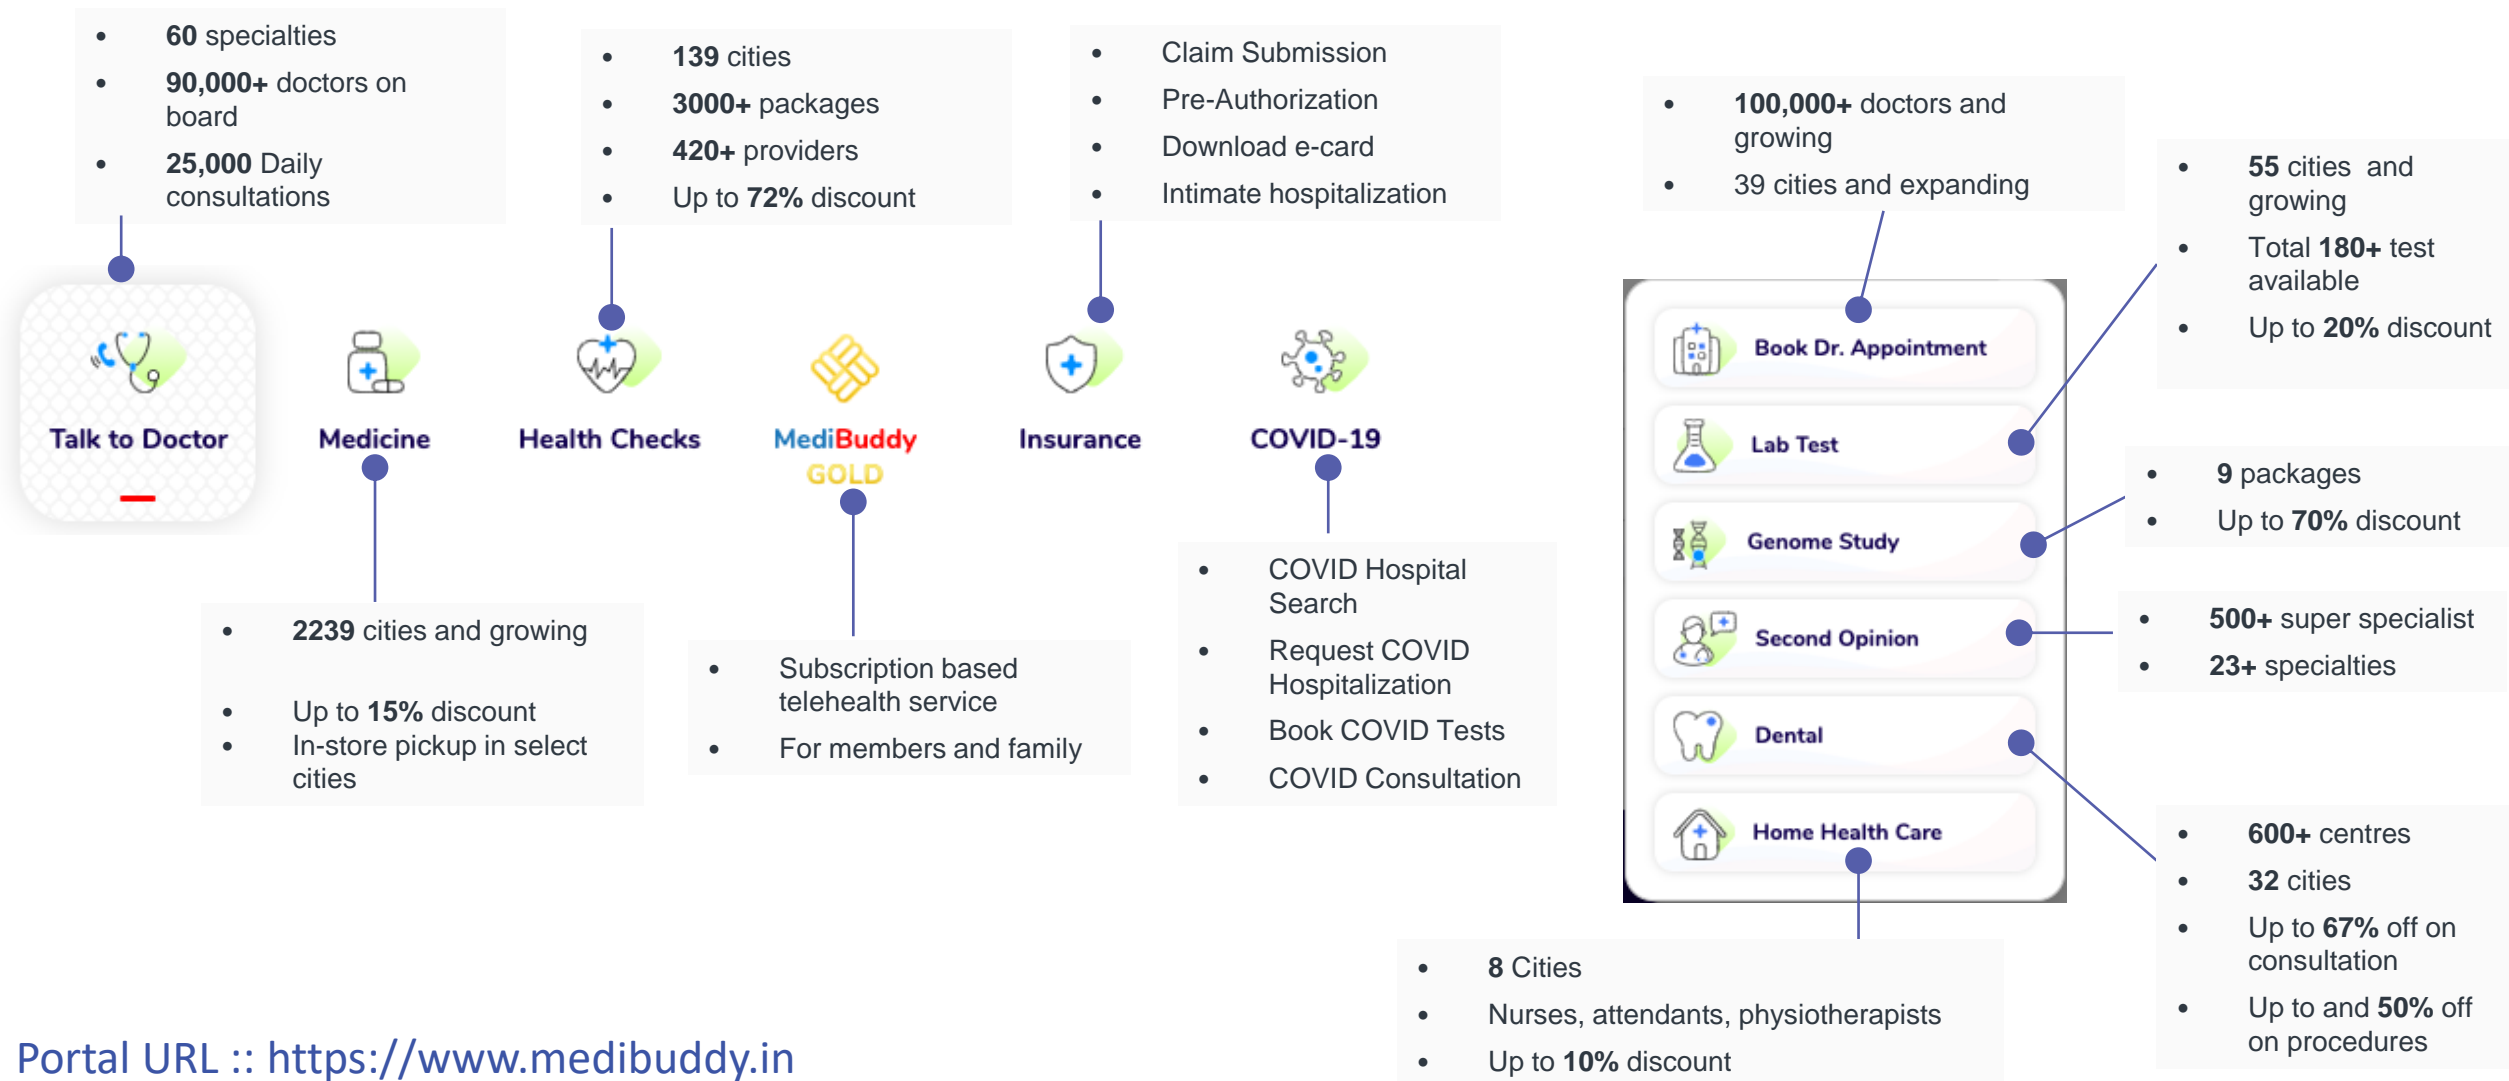 • 60 specialties
• 90,000+ doctors on
board
• 25,000 Daily
consultations
• 139 cities
• 3000+ packages
• 420+ providers
• Up to 72% discount
• Claim Submission
• Pre-Authorization
• Download e-card
• Intimate hospitalization
• 100,000+ doctors and
growing
• 39 cities and expanding
• 55 cities and
growing
• Total 180+ test
available
• Up to 20% discount
Talk to Doctor
Medicine
Health Checks
MediBuddy
GOLD
Insurance
COVID-19
Book Dr. Appointment
Lab Test
Genome Study
Second Opinion
Dental
Home Health Care
• 9 packages
• Up to 70% discount
• 500+ super specialist
• 23+ specialties
• 2239 cities and growing
• Up to 15% discount
• In-store pickup in select
cities
• Subscription based
telehealth service
• For members and family
• COVID Hospital
Search
• Request COVID
Hospitalization
• Book COVID Tests
• COVID Consultation
• 600+ centres
• 32 cities
• Up to 67% off on
consultation
• Up to and 50% off
on procedures
• 8 Cities
• Nurses, attendants, physiotherapists
• Up to 10% discount
Portal URL :: https://www.medibuddy.in